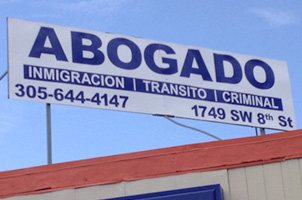 ABOGADO
INMIGRACION | TRANSITO | CRIMINAL
305-644-4147 1749 SW 8th St